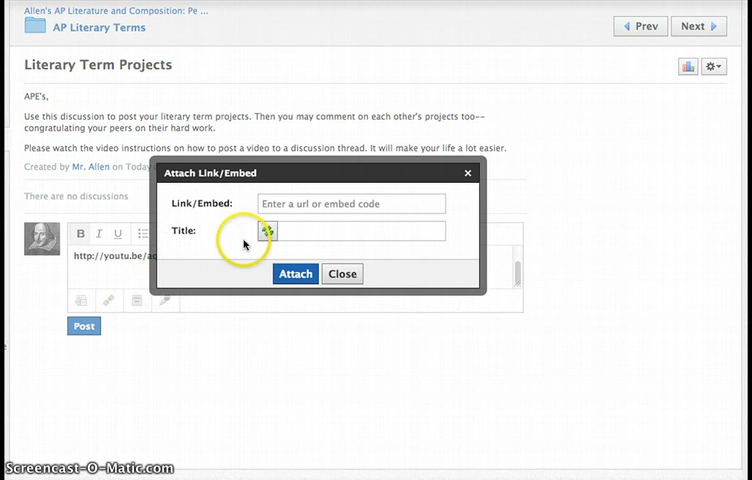 Allen's AP Literature and Composition: Pe ...
AP Literary Terms
Prev
Next
Literary Term Projects
APE's,
Use this discussion to post your literary term projects. Then you may comment on each other's projects too--
congratulating your peers on their hard work.
Please watch the video instructions on how to post a video to a discussion thread. It will make your life a lot easier.
Created by Mr. Allen on Today
Attach Link/Embed
×
There are no discussions
Link/Embed:
Enter a url or embed code
Title:
B I U
http://youtu.be/
Attach
Close
Post
Screencast-O-Matic.com